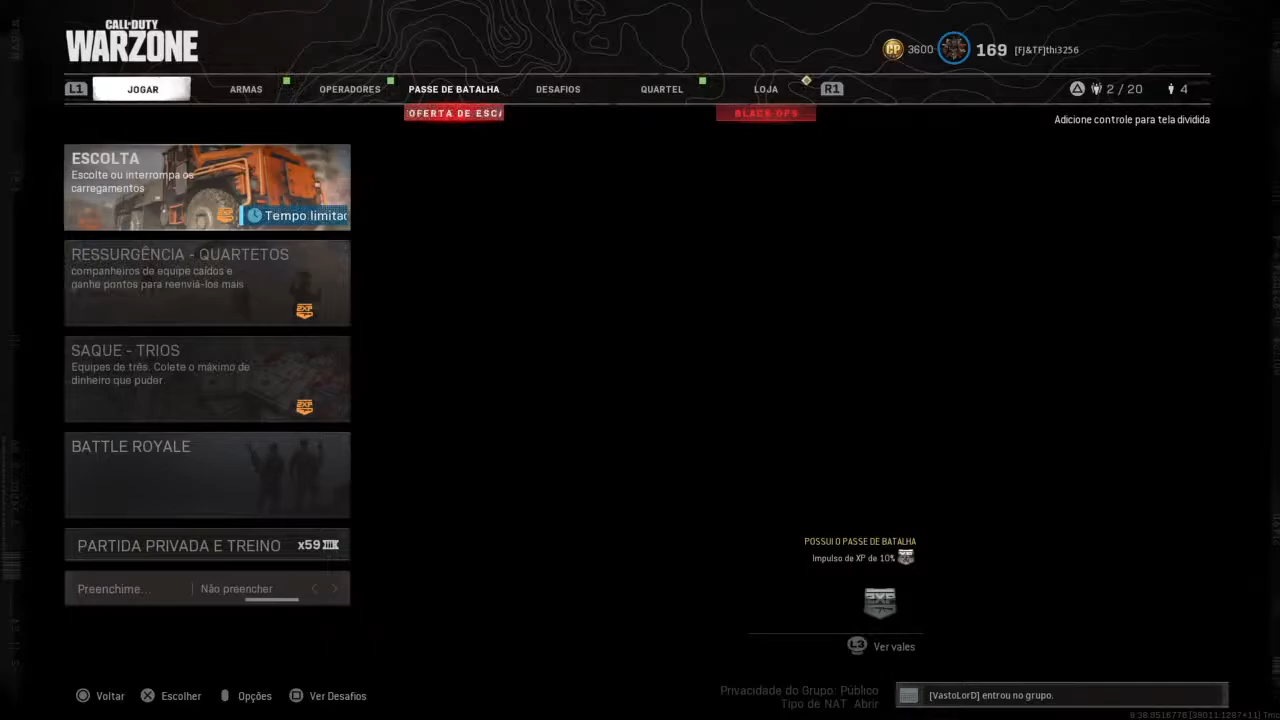 CALL OF DUTY
WARZONE
CP 3600 169 [FJ&TF]thi3256
L1 JOGAR ARMAS OPERADORES PASSE DE BATALHA DESAFIOS QUARTEL LOJA R1 2 / 20 4
OFERTA DE ESC BLACK OPS
Adicione controle para tela dividida
ESCOLTA
Escolte ou interrompa os
carregamentos
Tempo limitad
RESSURGÊNCIA - QUARTETOS
companheiros de equipe caídos e
ganhe pontos para reenviá-los mais
2XP
SAQUE - TRIOS
Equipes de três. Colete o máximo de
dinheiro que puder.
2XP
BATTLE ROYALE
PARTIDA PRIVADA E TREINO x59
Preenchime... Não preencher
POSSUI O PASSE DE BATALHA
Impulso de XP de 10%
L3 Ver vales
Voltar Escolher Opções Ver Desafios
Privacidade do Grupo: Público
Tipo de NAT Abrir
[VastoLorD] entrou no grupo.